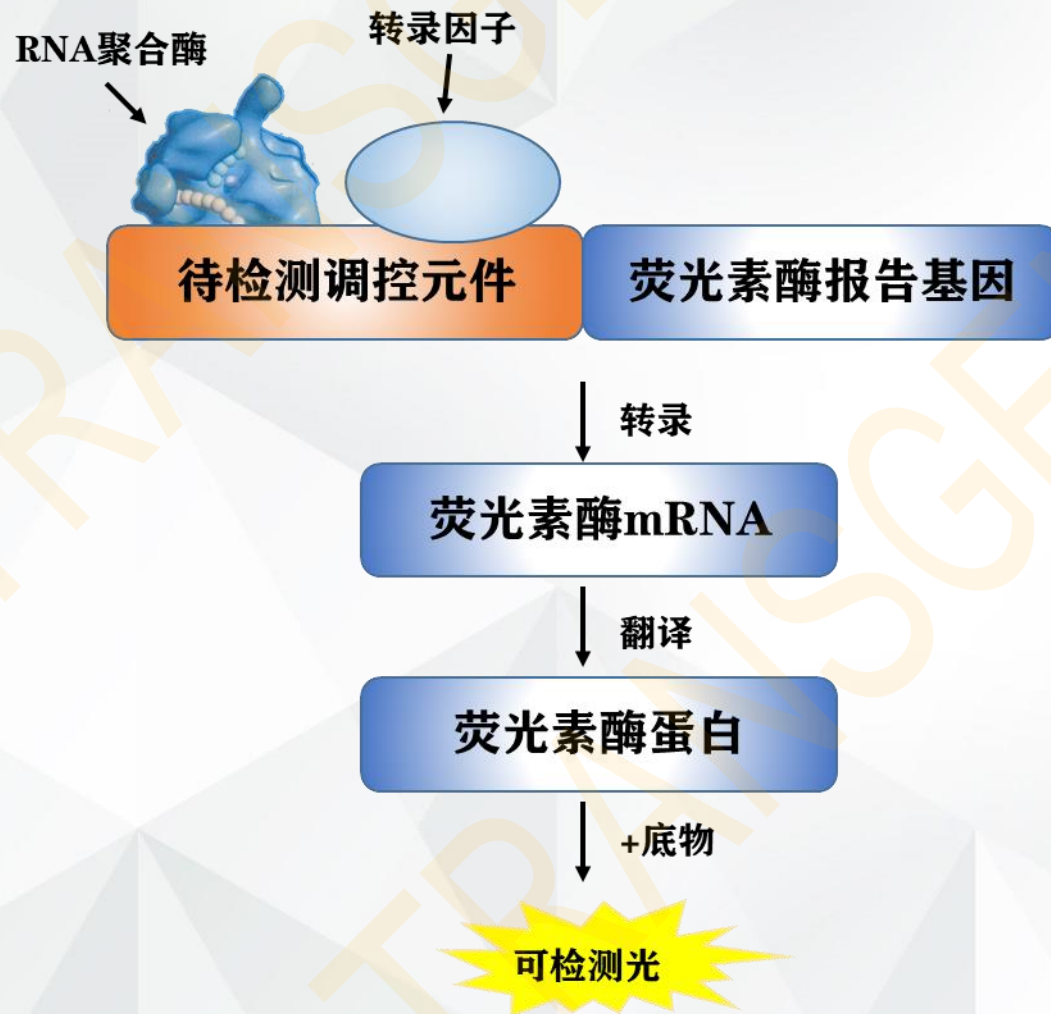 转录因子
RNA聚合酶
待检测调控元件
荧光素酶报告基因
转录
荧光素酶mRNA
翻译
荧光素酶蛋白
+底物
可检测光
TRANSGE
TRANSGE